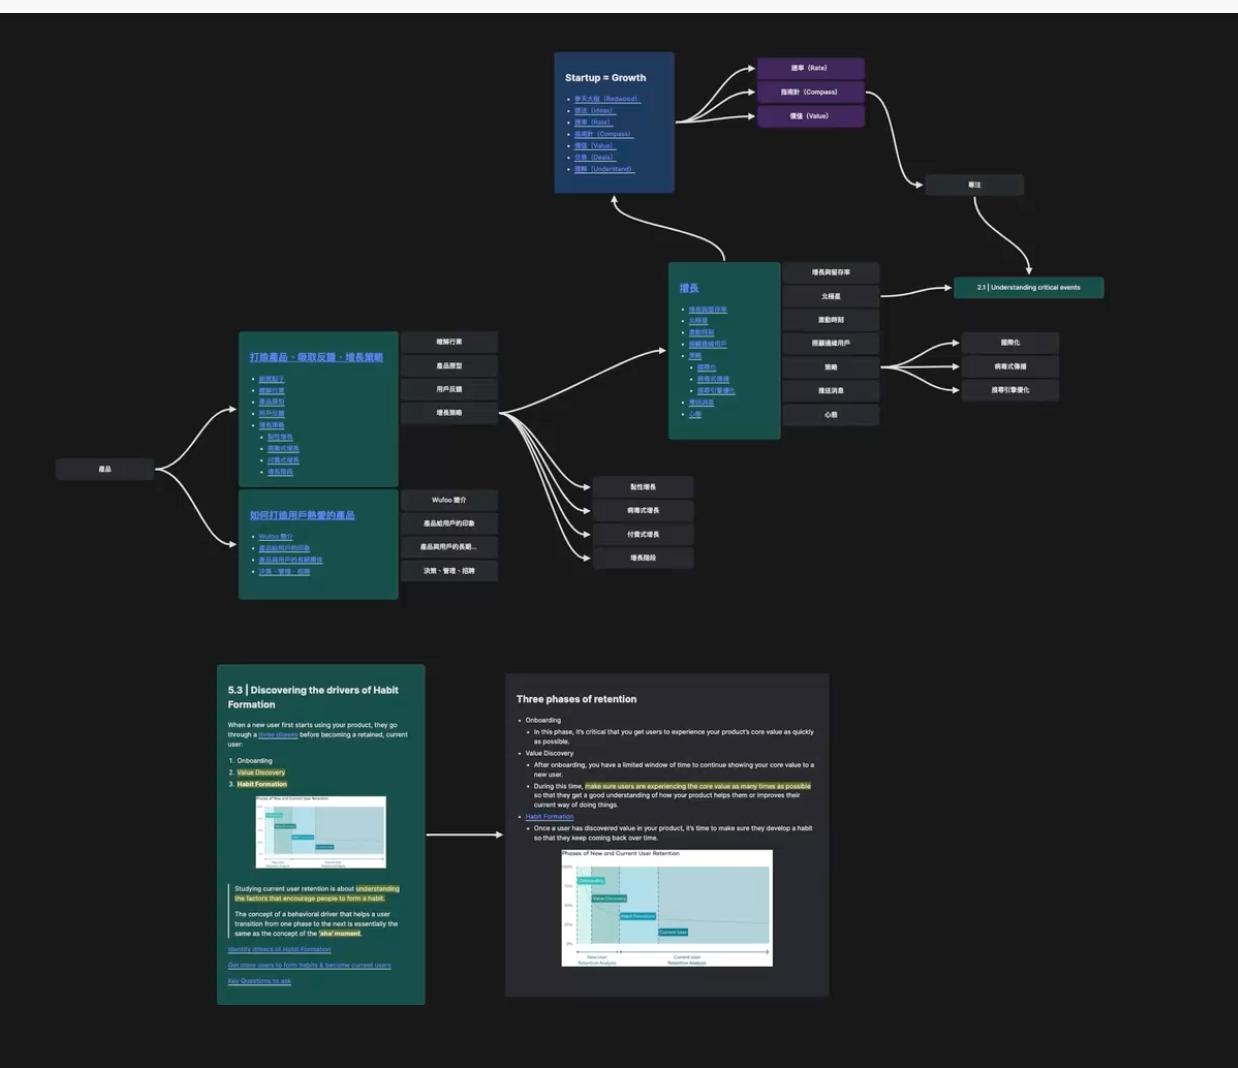 Startup = Growth
參天大樹（Redwood）
想法（Ideas）
速率（Rate）
指南針（Compass）
價值（Value）
交易（Deals）
理解（Understand）
速率（Rate）
指南針（Compass）
價值（Value）
專注
2.1 | Understanding critical events
增長
增長與留存率
北極星
激動時刻
照顧邊緣用戶
策略
國際化
病毒式傳播
搜尋引擎優化
推送消息
心態
增長與留存率
北極星
激動時刻
照顧邊緣用戶
策略
推送消息
心態
國際化
病毒式傳播
搜尋引擎優化
產品
打造產品、吸取反饋、增長策略
創意點子
瞭解行業
產品原型
用戶反饋
增長策略
黏性增長
病毒式增長
付費式增長
增長階段
瞭解行業
產品原型
用戶反饋
增長策略
黏性增長
病毒式增長
付費式增長
增長階段
如何打造用戶熱愛的產品
Wufoo 簡介
產品給用戶的印象
產品與用戶的長期關係
決策、管理、招聘
Wufoo 簡介
產品給用戶的印象
產品與用戶的長期...
決策、管理、招聘
5.3 | Discovering the drivers of Habit
Formation
When a new user first starts using your product, they go
through a three phases before becoming a retained, current
user:
1. Onboarding
2. Value Discovery
3. Habit Formation
Phases of New and Current User Retention
Studying current user retention is about understanding
the factors that encourage people to form a habit.
The concept of a behavioral driver that helps a user
transition from one phase to the next is essentially the
same as the concept of the 'aha' moment.
Identify drivers of Habit Formation
Get more users to form habits & become current users
Key Questions to ask
Three phases of retention
Onboarding
In this phase, it's critical that you get users to experience your product's core value as quickly
as possible.
Value Discovery
After onboarding, you have a limited window of time to continue showing your core value to a
new user.
During this time, make sure users are experiencing the core value as many times as possible
so that they get a good understanding of how your product helps them or improves their
current way of doing things.
Habit Formation
Once a user has discovered value in your product, it's time to make sure they develop a habit
so that they keep coming back over time.
Phases of New and Current User Retention
100%
75%
50%
25%
0%
Onboarding
Value Discovery
Habit Formation
Current User
New User
Retention Analysis
Current User
Retention Analysis